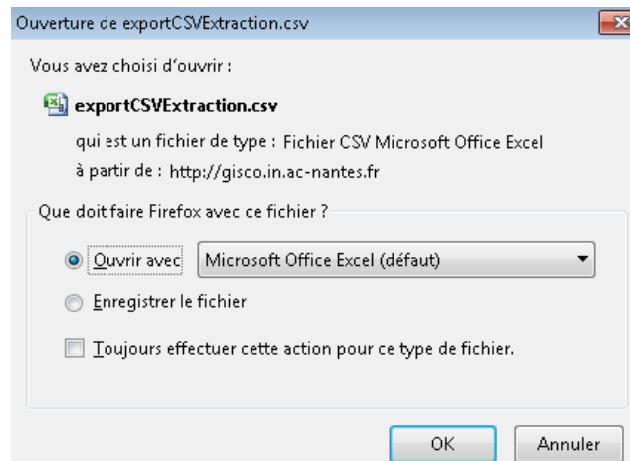 Ouverture de exportCSVExtraction.csv
Vous avez choisi d'ouvrir :
exportCSVExtraction.csv
qui est un fichier de type : Fichier CSV Microsoft Office Excel
à partir de : http://gisco.in.ac-nantes.fr
Que doit faire Firefox avec ce fichier ?
Ouvrir avec Microsoft Office Excel (défaut)
Enregistrer le fichier
Toujours effectuer cette action pour ce type de fichier.
OK Annuler